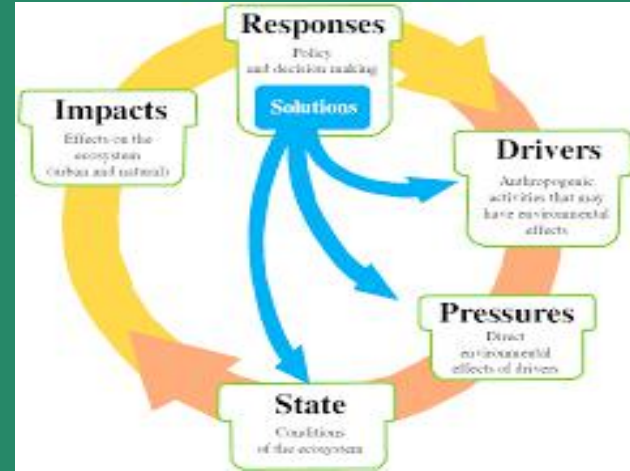 Responses
Policy
and decision making
Solutions
Impacts
Effects on the
ecosystem
(urban and natural)
Drivers
Anthropogenic
activities that may
have environmental
effects
Pressures
Direct
environmental
effects of drivers
State
Conditions
of the ecosystem